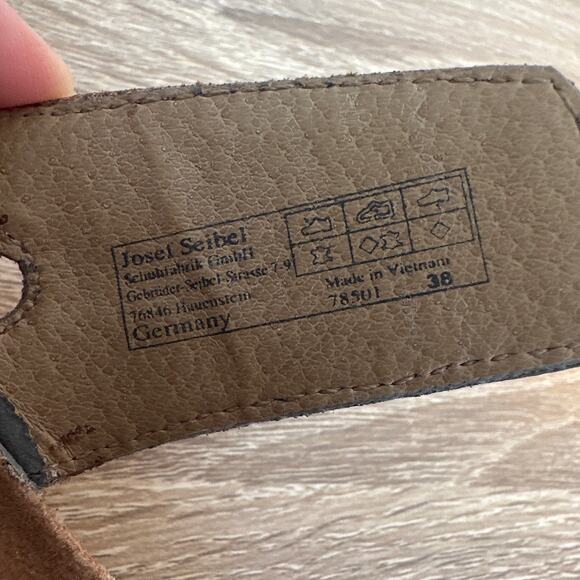 Josef Seibel
Schuhfabrik GmbH
Gebrüder-Seibel-Strasse 7-9
76846 Hauenstein
Germany
Made in Vietnam
78501 38